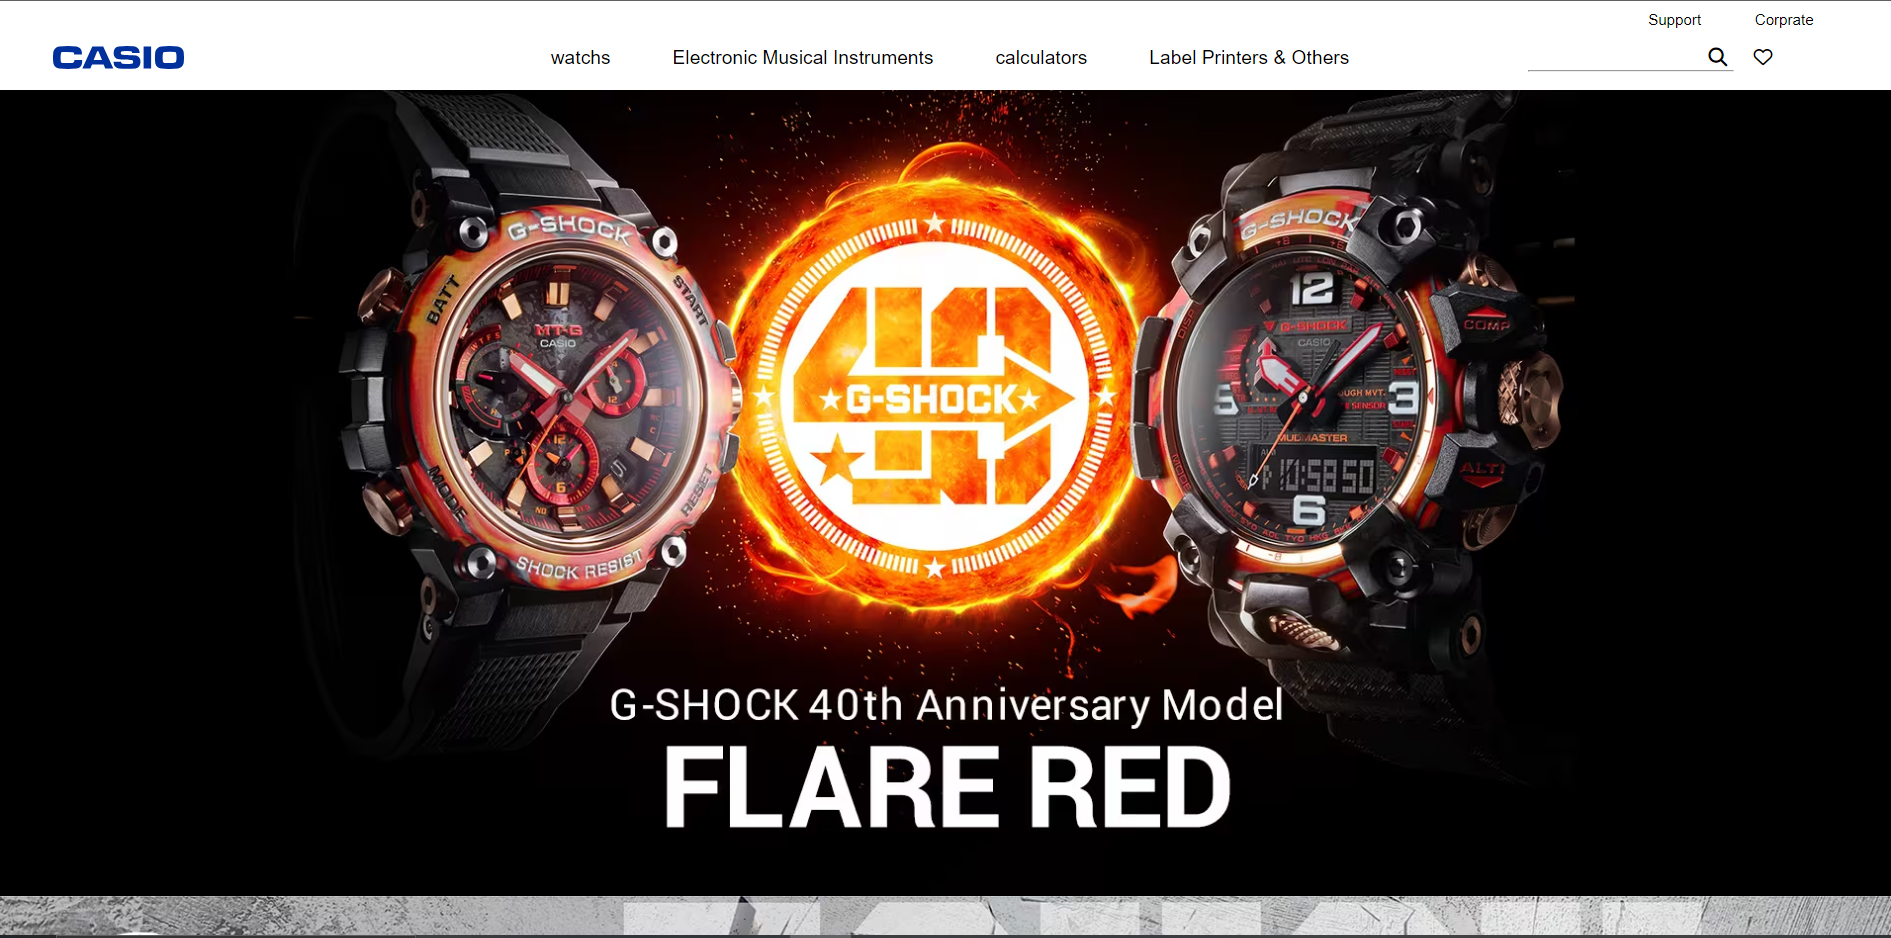 Support
Corprate
CASIO
watchs
Electronic Musical Instruments
calculators
Label Printers & Others
G-SHOCK
BATT
START
MT-G
CASIO
MODE
RESET
SHOCK RESIST
G-SHOCK
G-SHOCK
DISP
12
COMP
G-SHOCK
CASIO
3
MUDMASTER
10:58 50
ALTI
MODE
6
G-SHOCK 40th Anniversary Model
FLARE RED